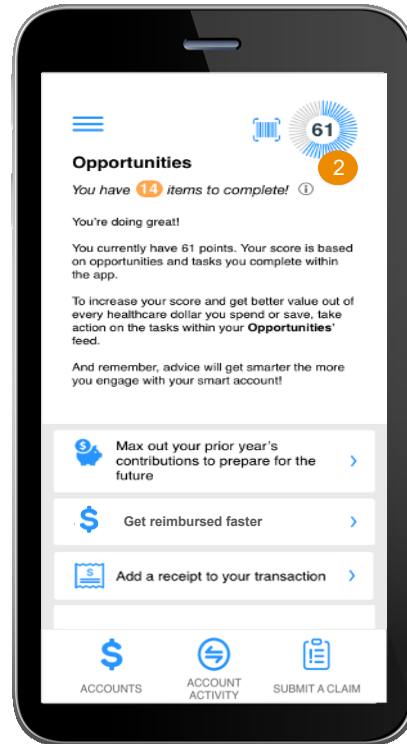 61
2
Opportunities
You have 14 items to complete! i
You're doing great!
You currently have 61 points. Your score is based
on opportunities and tasks you complete within
the app.
To increase your score and get better value out of
every healthcare dollar you spend or save, take
action on the tasks within your Opportunities'
feed.
And remember, advice will get smarter the more
you engage with your smart account!
$
Max out your prior year's
contributions to prepare for the
future
$
Get reimbursed faster
$
Add a receipt to your transaction
$
ACCOUNTS
ACCOUNT
ACTIVITY
SUBMIT A CLAIM